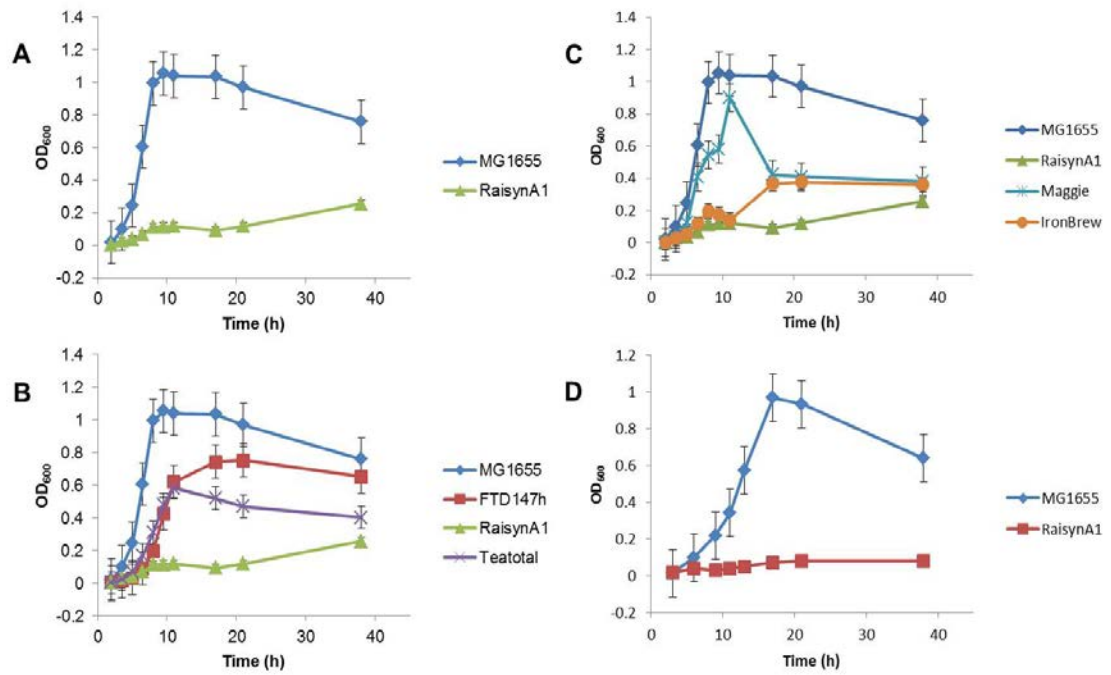 A
1.4
1.2
1
0.8
0.6
0.4
0.2
0
-0.2
OD600
0 10 20 30 40
Time (h)
MG1655
RaisynA1
C
1.4
1.2
1
0.8
0.6
0.4
0.2
0
-0.2
OD600
0 10 20 30 40
Time (h)
MG1655
RaisynA1
Maggie
IronBrew
B
1.4
1.2
1
0.8
0.6
0.4
0.2
0
-0.2
OD600
0 10 20 30 40
Time (h)
MG1655
FTD147h
RaisynA1
Teatotal
D
1.2
1
0.8
0.6
0.4
0.2
0
-0.2
OD600
0 10 20 30 40
Time (h)
MG1655
RaisynA1